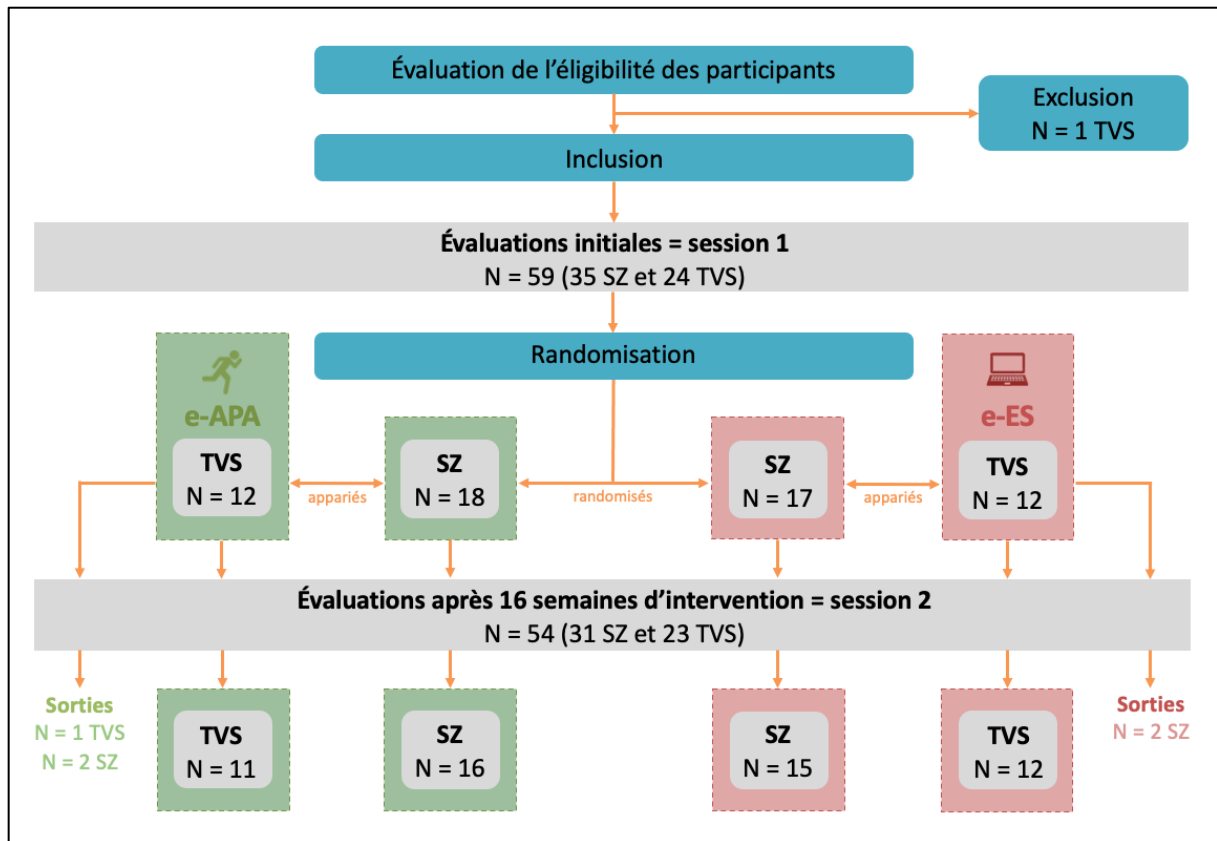 Évaluation de l'éligibilité des participants
Exclusion
N = 1 TVS
Inclusion
Évaluations initiales = session 1
N = 59 (35 SZ et 24 TVS)
Randomisation
e-APA
e-ES
TVS
N = 12
appariés
SZ
N = 18
randomisés
SZ
N = 17
appariés
TVS
N = 12
Évaluations après 16 semaines d'intervention = session 2
N = 54 (31 SZ et 23 TVS)
Sorties
N = 1 TVS
N = 2 SZ
TVS
N = 11
SZ
N = 16
SZ
N = 15
TVS
N = 12
Sorties
N = 2 SZ